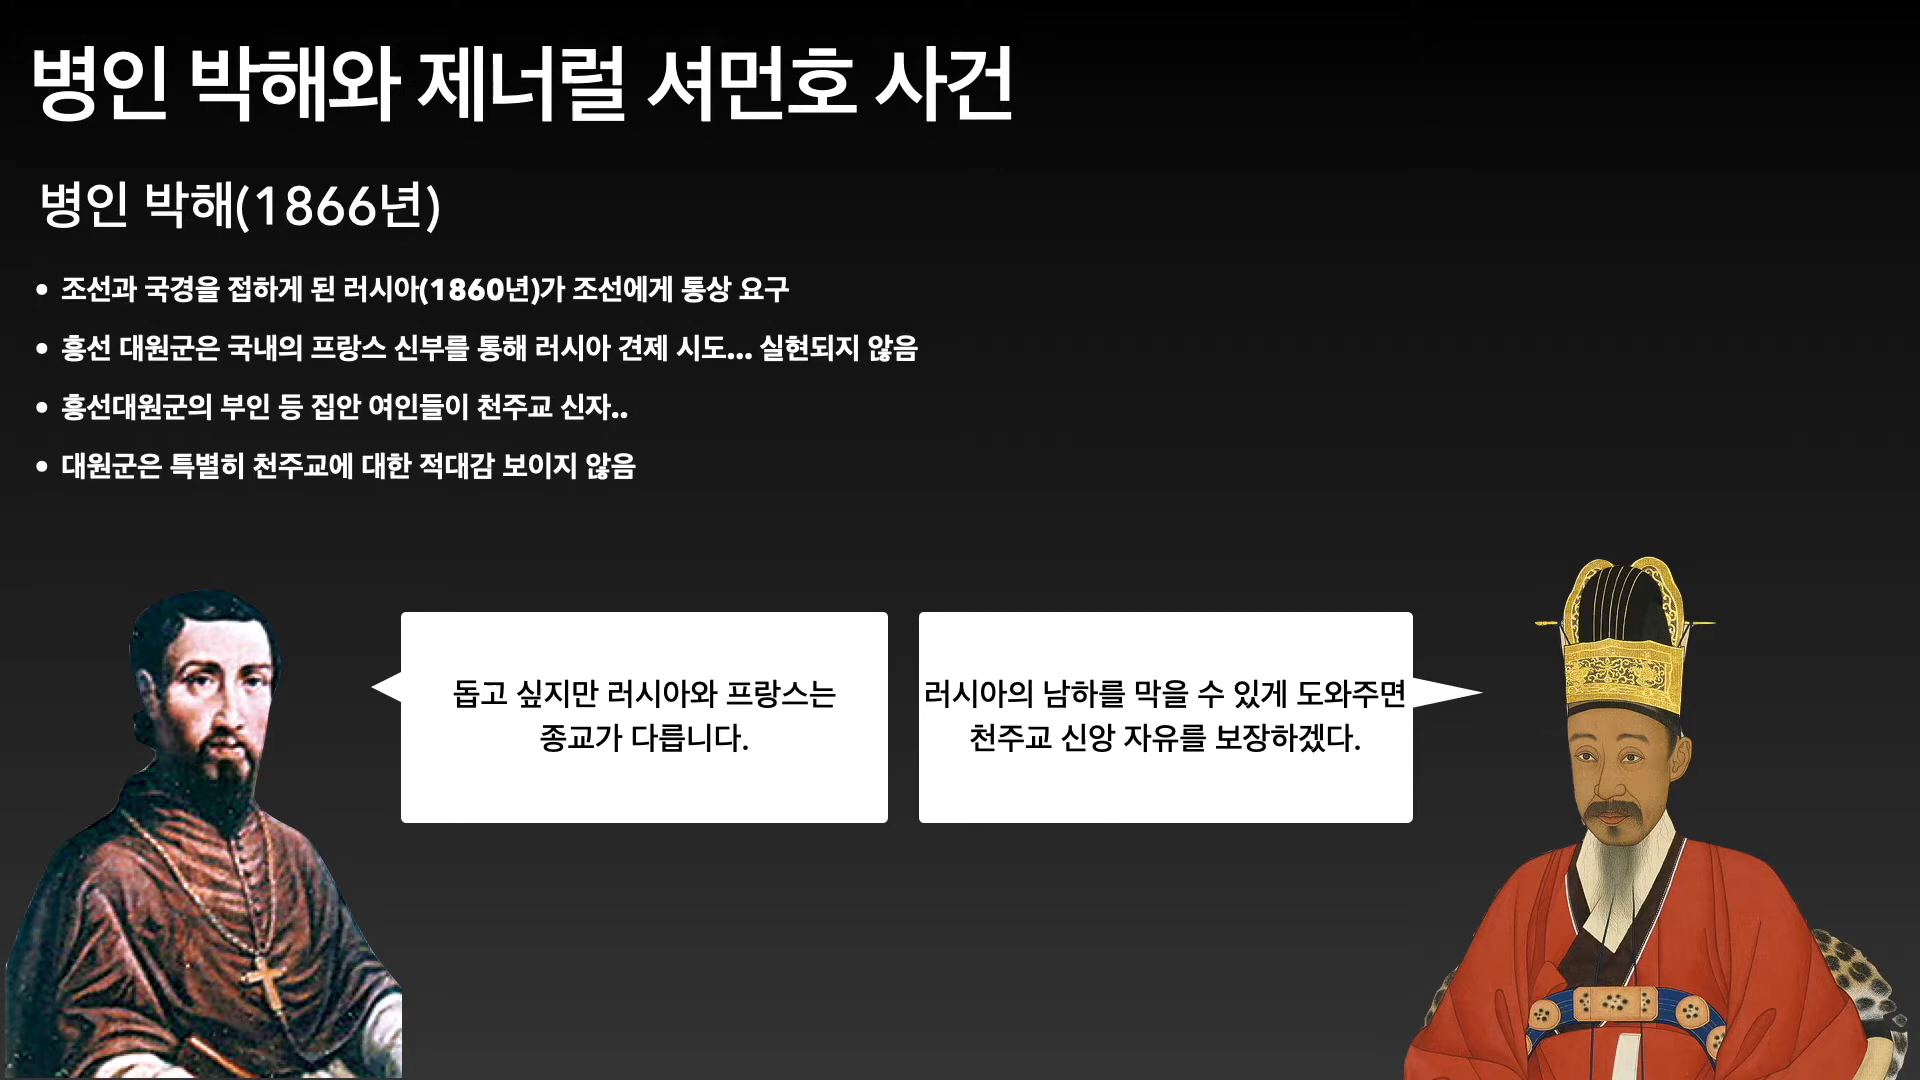 병인 박해와 제너럴 셔먼호 사건
병인 박해(1866년)
• 조선과 국경을 접하게 된 러시아(1860년)가 조선에게 통상 요구
• 흥선 대원군은 국내의 프랑스 신부를 통해 러시아 견제 시도... 실현되지 않음
• 흥선대원군의 부인 등 집안 여인들이 천주교 신자..
• 대원군은 특별히 천주교에 대한 적대감 보이지 않음
돕고 싶지만 러시아와 프랑스는
종교가 다릅니다.
러시아의 남하를 막을 수 있게 도와주면
천주교 신앙 자유를 보장하겠다.